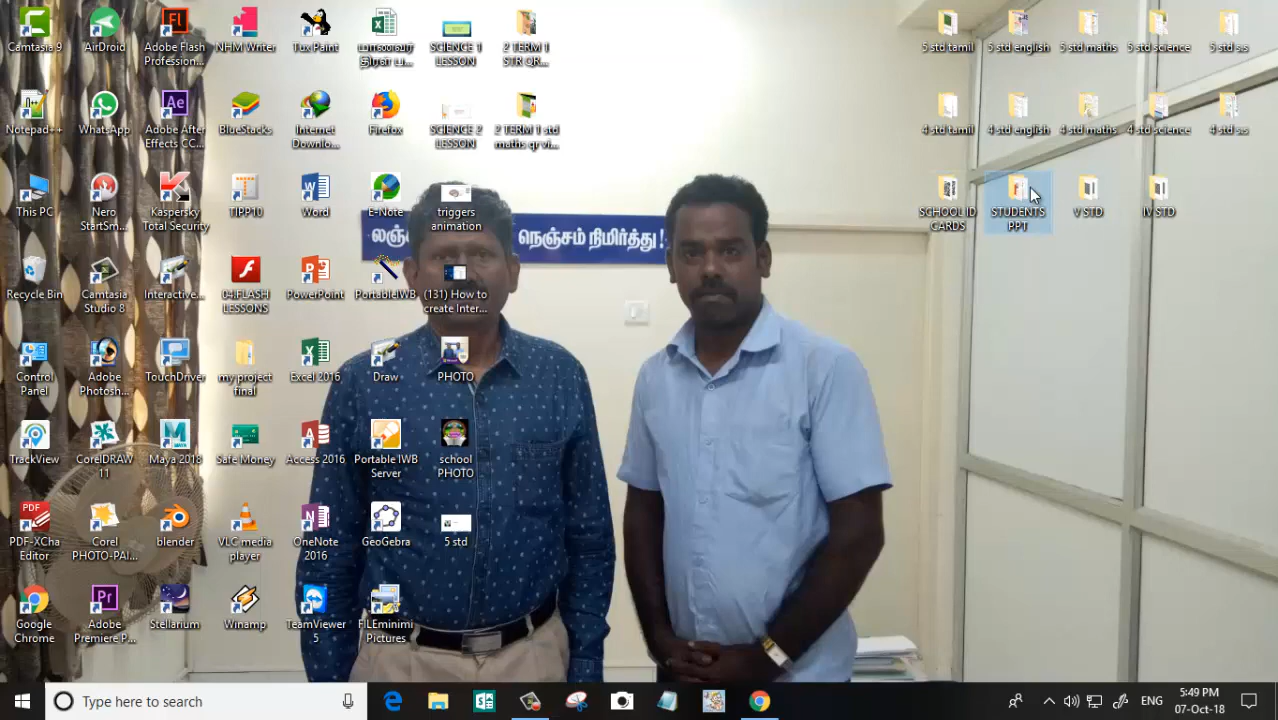 Camtasia 9
AirDroid
Adobe Flash
Profession...
NHM Writer
Tux Paint
SCIENCE 1
LESSON
2 TERM 1
STR QR...
5 std tamil
5 std english
5 std maths
5 std science
5 std s.s
Notepad++
WhatsApp
Adobe After
Effects CC...
BlueStacks
Internet
Downlo...
Firefox
SCIENCE 2
LESSON
2 TERM 1 std
maths qr vi...
4 std tamil
4 std english
4 std maths
4 std science
4 std s.s
This PC
Nero
StartSm...
Kaspersky
Total Security
TIPP10
Word
E-Note
triggers
animation
SCHOOL ID
CARDS
STUDENTS
PPT
V STD
IV STD
நெஞ்சம் நிமிர்த்து!
Recycle Bin
Camtasia
Studio 8
Interactive...
04.FLASH
LESSONS
PowerPoint
PortableIWB
(131) How to
create Inter...
Control
Panel
Adobe
Photosh...
TouchDriver
my project
final
Excel 2016
Draw
PHOTO
TrackView
CorelDRAW
11
Maya 2018
Safe Money
Access 2016
Portable IWB
Server
school
PHOTO
PDF-XCha
Editor
Corel
PHOTO-PAI...
blender
VLC media
player
OneNote
2016
GeoGebra
5 std
Google
Chrome
Adobe
Premiere P...
Stellarium
Winamp
TeamViewer
5
FILEminimi
Pictures
Type here to search
ENG
5:49 PM
07-Oct-18